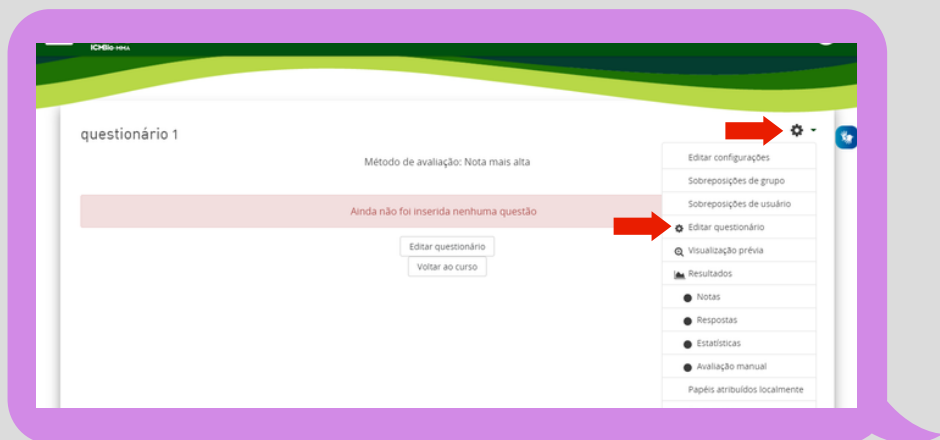 ICMBio-MMA
questionário 1
Método de avaliação: Nota mais alta
Ainda não foi inserida nenhuma questão
Editar questionário
Voltar ao curso
Editar configurações
Sobreposições de grupo
Sobreposições de usuário
Editar questionário
Visualização prévia
Resultados
Notas
Respostas
Estatísticas
Avaliação manual
Papéis atribuídos localmente